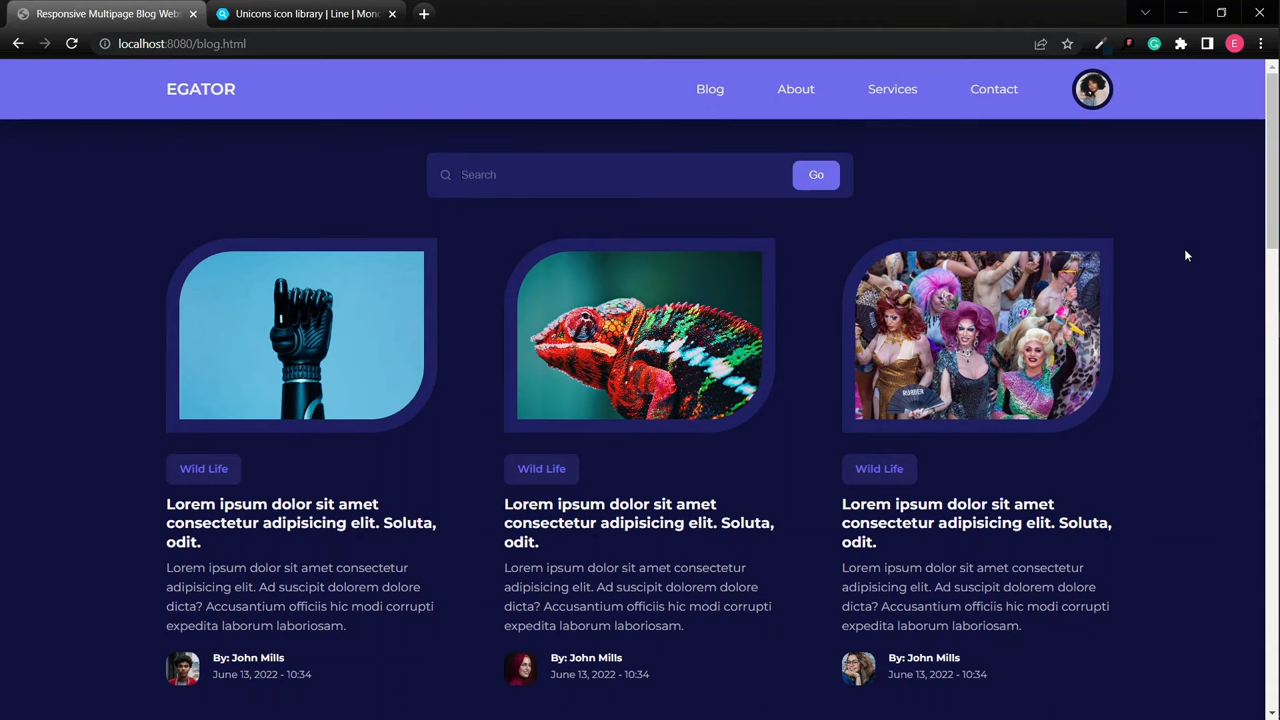 Responsive Multipage Blog Webs
Unicons icon library | Line | Mono
localhost:8080/blog.html
E
EGATOR
Blog
About
Services
Contact
Search
Go
RUBBER
Wild Life
Lorem ipsum dolor sit amet
consectetur adipisicing elit. Soluta,
odit.
Lorem ipsum dolor sit amet consectetur
adipisicing elit. Ad suscipit dolorem dolore
dicta? Accusantium officiis hic modi corrupti
expedita laborum laboriosam.
By: John Mills
June 13, 2022 - 10:34
Wild Life
Lorem ipsum dolor sit amet
consectetur adipisicing elit. Soluta,
odit.
Lorem ipsum dolor sit amet consectetur
adipisicing elit. Ad suscipit dolorem dolore
dicta? Accusantium officiis hic modi corrupti
expedita laborum laboriosam.
By: John Mills
June 13, 2022 - 10:34
Wild Life
Lorem ipsum dolor sit amet
consectetur adipisicing elit. Soluta,
odit.
Lorem ipsum dolor sit amet consectetur
adipisicing elit. Ad suscipit dolorem dolore
dicta? Accusantium officiis hic modi corrupti
expedita laborum laboriosam.
By: John Mills
June 13, 2022 - 10:34